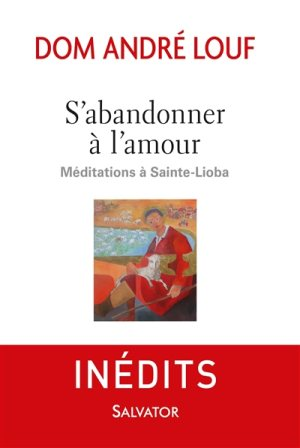 DOM ANDRÉ LOUF
S’abandonner
à l’amour
Méditations à Sainte-Lioba
INÉDITS
SALVATOR